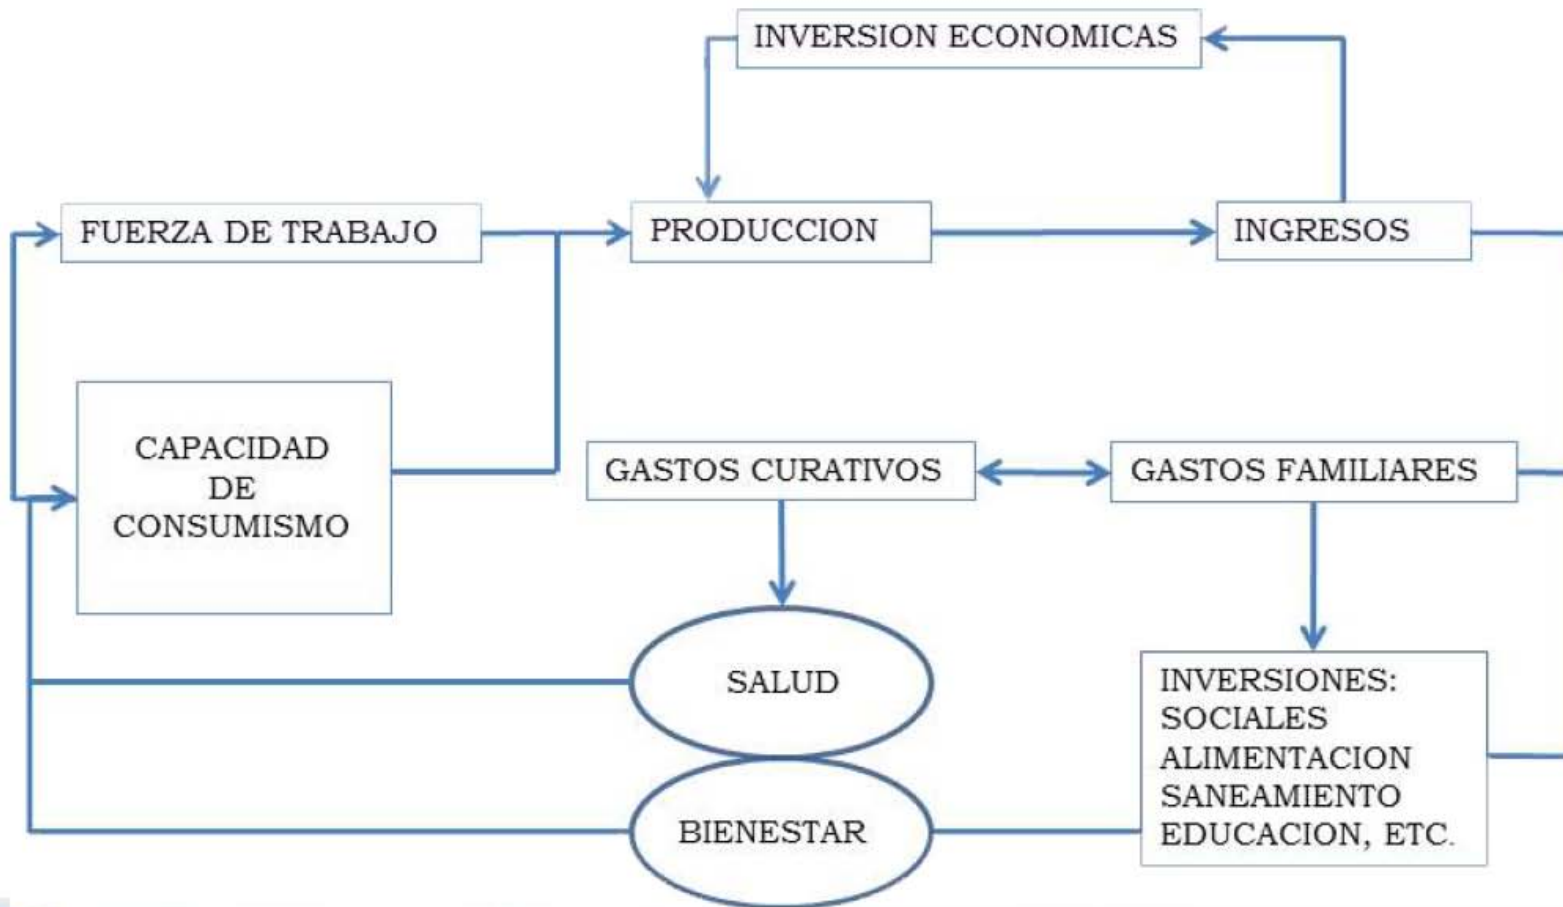 INVERSION ECONOMICAS
FUERZA DE TRABAJO
PRODUCCION
INGRESOS
CAPACIDAD
DE
CONSUMISMO
GASTOS CURATIVOS
GASTOS FAMILIARES
SALUD
BIENESTAR
INVERSIONES:
SOCIALES
ALIMENTACION
SANEAMIENTO
EDUCACION, ETC.